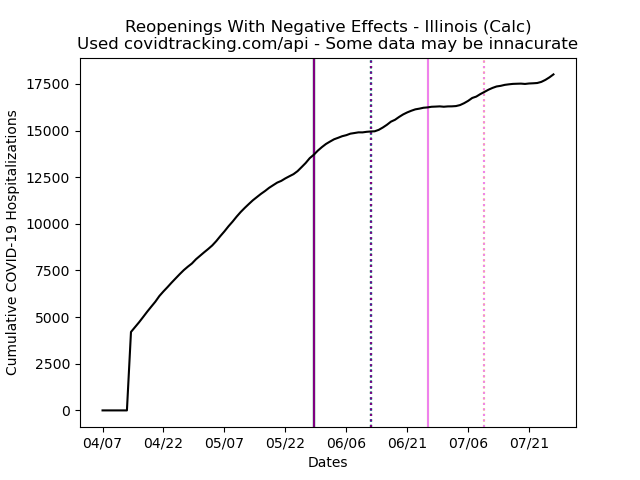 Reopenings With Negative Effects - Illinois (Calc)
Used covidtracking.com/api - Some data may be innacurate
Cumulative COVID-19 Hospitalizations
17500
15000
12500
10000
7500
5000
2500
0
04/07 04/22 05/07 05/22 06/06 06/21 07/06 07/21
Dates